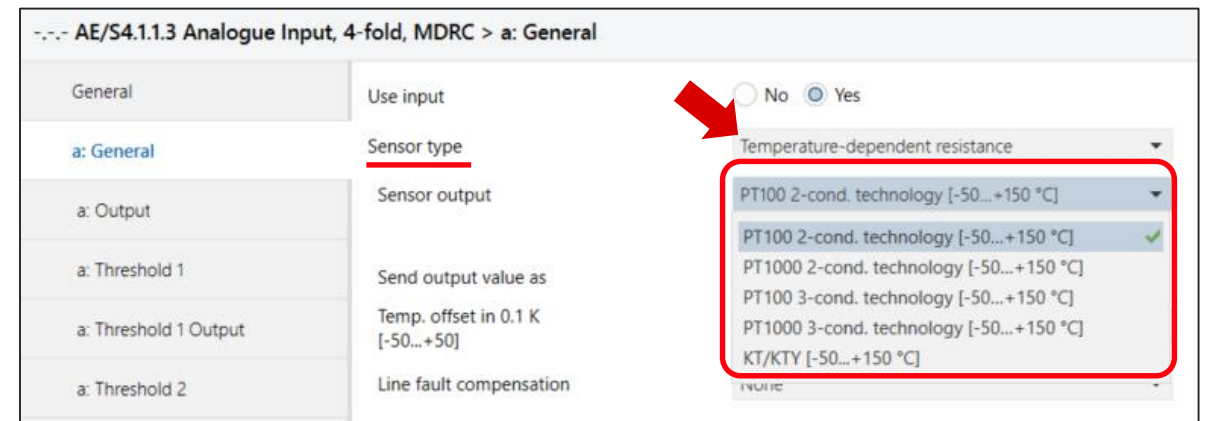 -.-.- AE/S4.1.1.3 Analogue Input, 4-fold, MDRC > a: General
General
Use input
No Yes
a: General
Sensor type
Temperature-dependent resistance
a: Output
Sensor output
PT100 2-cond. technology [-50...+150 °C]
PT100 2-cond. technology [-50...+150 °C]
a: Threshold 1
Send output value as
PT1000 2-cond. technology [-50...+150 °C]
PT100 3-cond. technology [-50...+150 °C]
a: Threshold 1 Output
Temp. offset in 0.1 K
[-50...+50]
PT1000 3-cond. technology [-50...+150 °C]
KT/KTY [-50...+150 °C]
a: Threshold 2
Line fault compensation
None